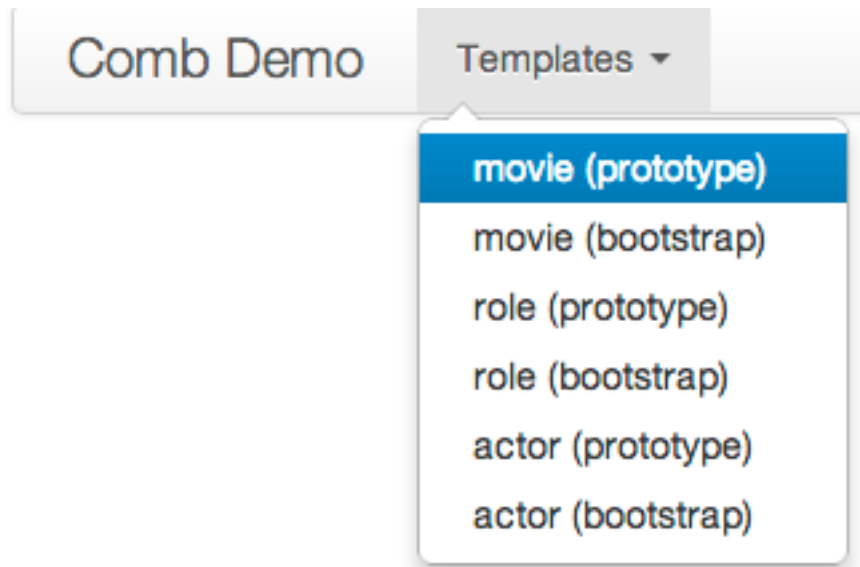 Comb Demo Templates
movie (prototype)
movie (bootstrap)
role (prototype)
role (bootstrap)
actor (prototype)
actor (bootstrap)